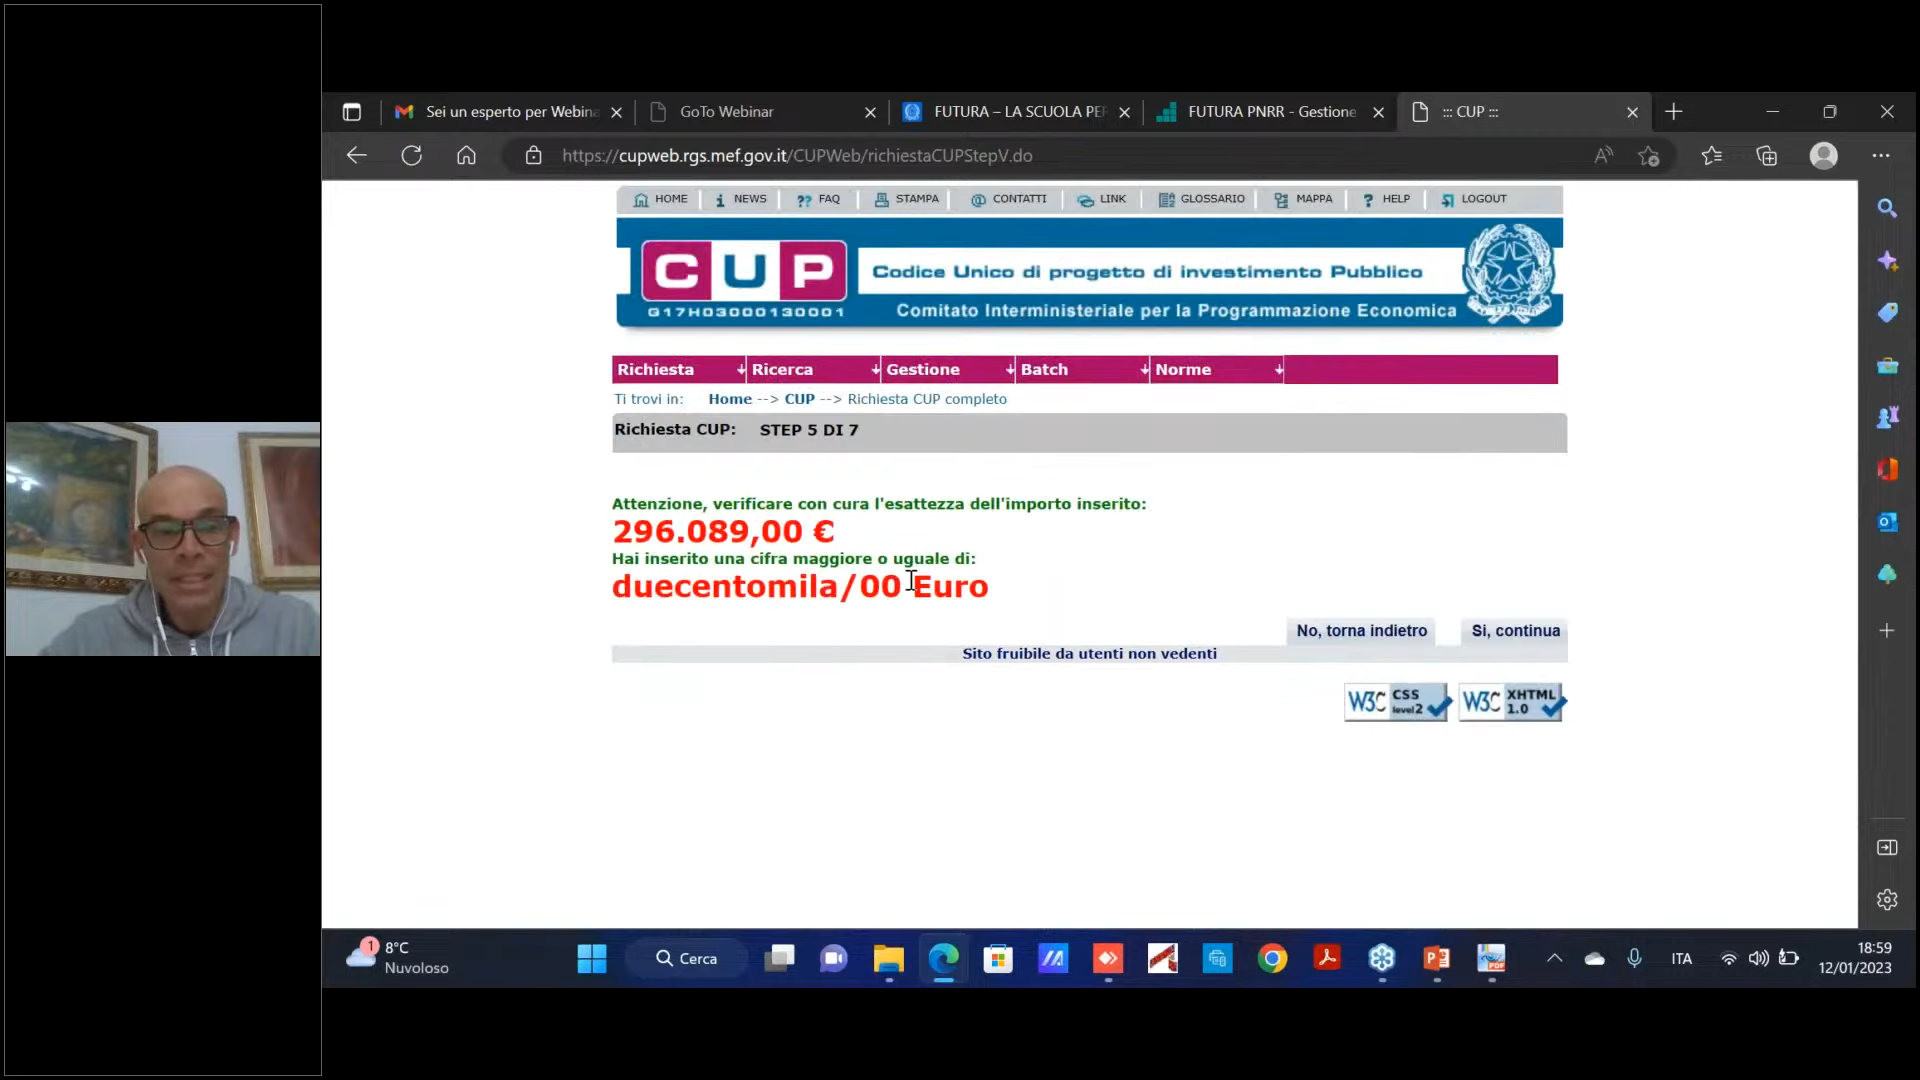 Sei un esperto per Webina
GoTo Webinar
FUTURA – LA SCUOLA PER
FUTURA PNRR - Gestione
::: CUP :::
https://cupweb.rgs.mef.gov.it/CUPWeb/richiestaCUPStepV.do
HOME NEWS FAQ STAMPA CONTATTI LINK GLOSSARIO MAPPA HELP LOGOUT
CUP
G17H03000130001
Codice Unico di progetto di investimento Pubblico
Comitato Interministeriale per la Programmazione Economica
Richiesta Ricerca Gestione Batch Norme
Ti trovi in: Home --> CUP --> Richiesta CUP completo
Richiesta CUP: STEP 5 DI 7
Attenzione, verificare con cura l'esattezza dell'importo inserito:
296.089,00 €
Hai inserito una cifra maggiore o uguale di:
duecentomila/00 Euro
No, torna indietro Si, continua
Sito fruibile da utenti non vedenti
W3C CSS level 2
W3C XHTML 1.0
1
8°C
Nuvoloso
Cerca
ITA
18:59
12/01/2023